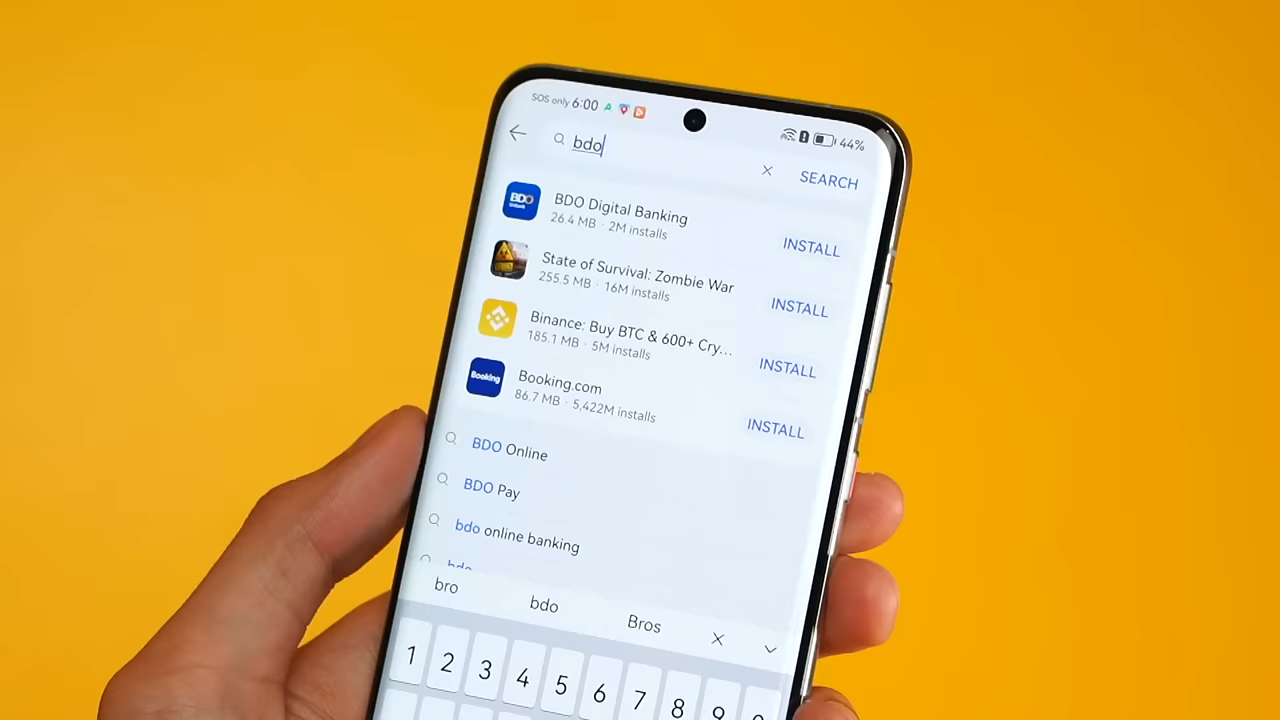 SOS only 6:00 44%
bdo
SEARCH
BDO
BDO Digital Banking
26.4 MB · 2M installs
INSTALL
State of Survival: Zombie War
255.5 MB · 16M installs
INSTALL
Binance: Buy BTC & 600+ Cry...
185.1 MB · 5M installs
INSTALL
Booking
Booking.com
86.7 MB · 5,422M installs
INSTALL
BDO Online
BDO Pay
bdo online banking
bro bdo Bros
1 2 3 4 5 6 7 8 9